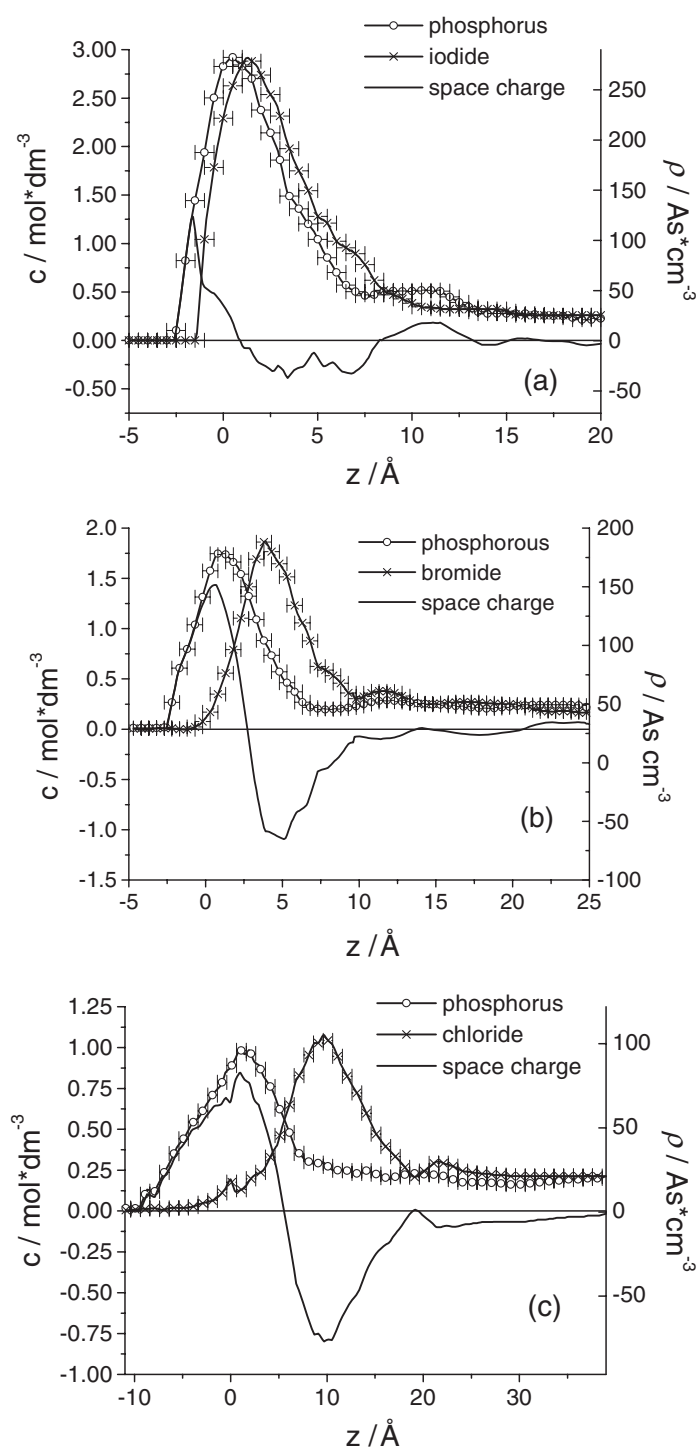 phosphorus
iodide
space charge
3.00
2.50
2.00
1.50
1.00
0.50
0.00
-0.50
c / mol*dm-3
250
200
150
100
50
0
-50
ρ / As*cm-3
(a)
-5 0 5 10 15 20
z / Å
phosphorous
bromide
space charge
2.0
1.5
1.0
0.5
0.0
-0.5
-1.0
-1.5
c / mol*dm-3
200
150
100
50
0
-50
-100
ρ / As cm-3
(b)
-5 0 5 10 15 20 25
z / Å
phosphorus
chloride
space charge
1.25
1.00
0.75
0.50
0.25
0.00
-0.25
-0.50
-0.75
-1.00
c / mol*dm-3
100
50
0
-50
ρ / As*cm-3
(c)
-10 0 10 20 30
z / Å